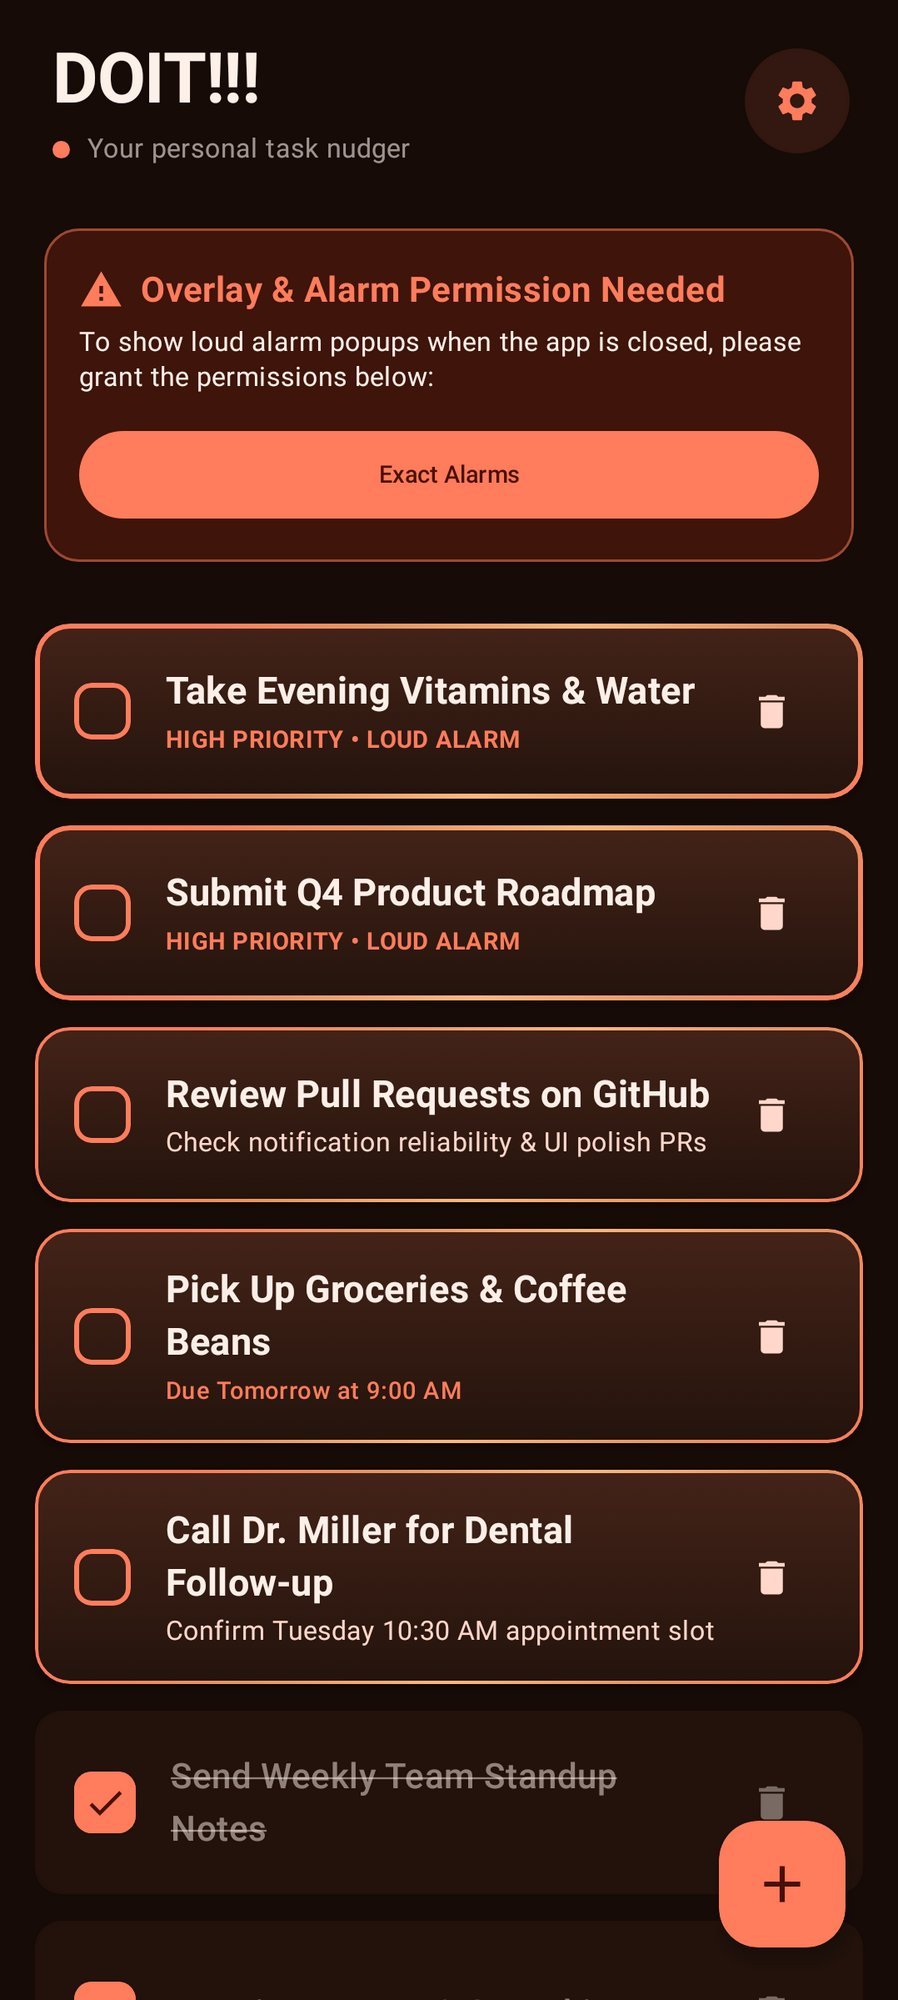 DOIT!!!
Your personal task nudger
Overlay & Alarm Permission Needed
To show loud alarm popups when the app is closed, please
grant the permissions below:
Exact Alarms
Take Evening Vitamins & Water
HIGH PRIORITY • LOUD ALARM
Submit Q4 Product Roadmap
HIGH PRIORITY • LOUD ALARM
Review Pull Requests on GitHub
Check notification reliability & UI polish PRs
Pick Up Groceries & Coffee
Beans
Due Tomorrow at 9:00 AM
Call Dr. Miller for Dental
Follow-up
Confirm Tuesday 10:30 AM appointment slot
Send Weekly Team Standup
Notes